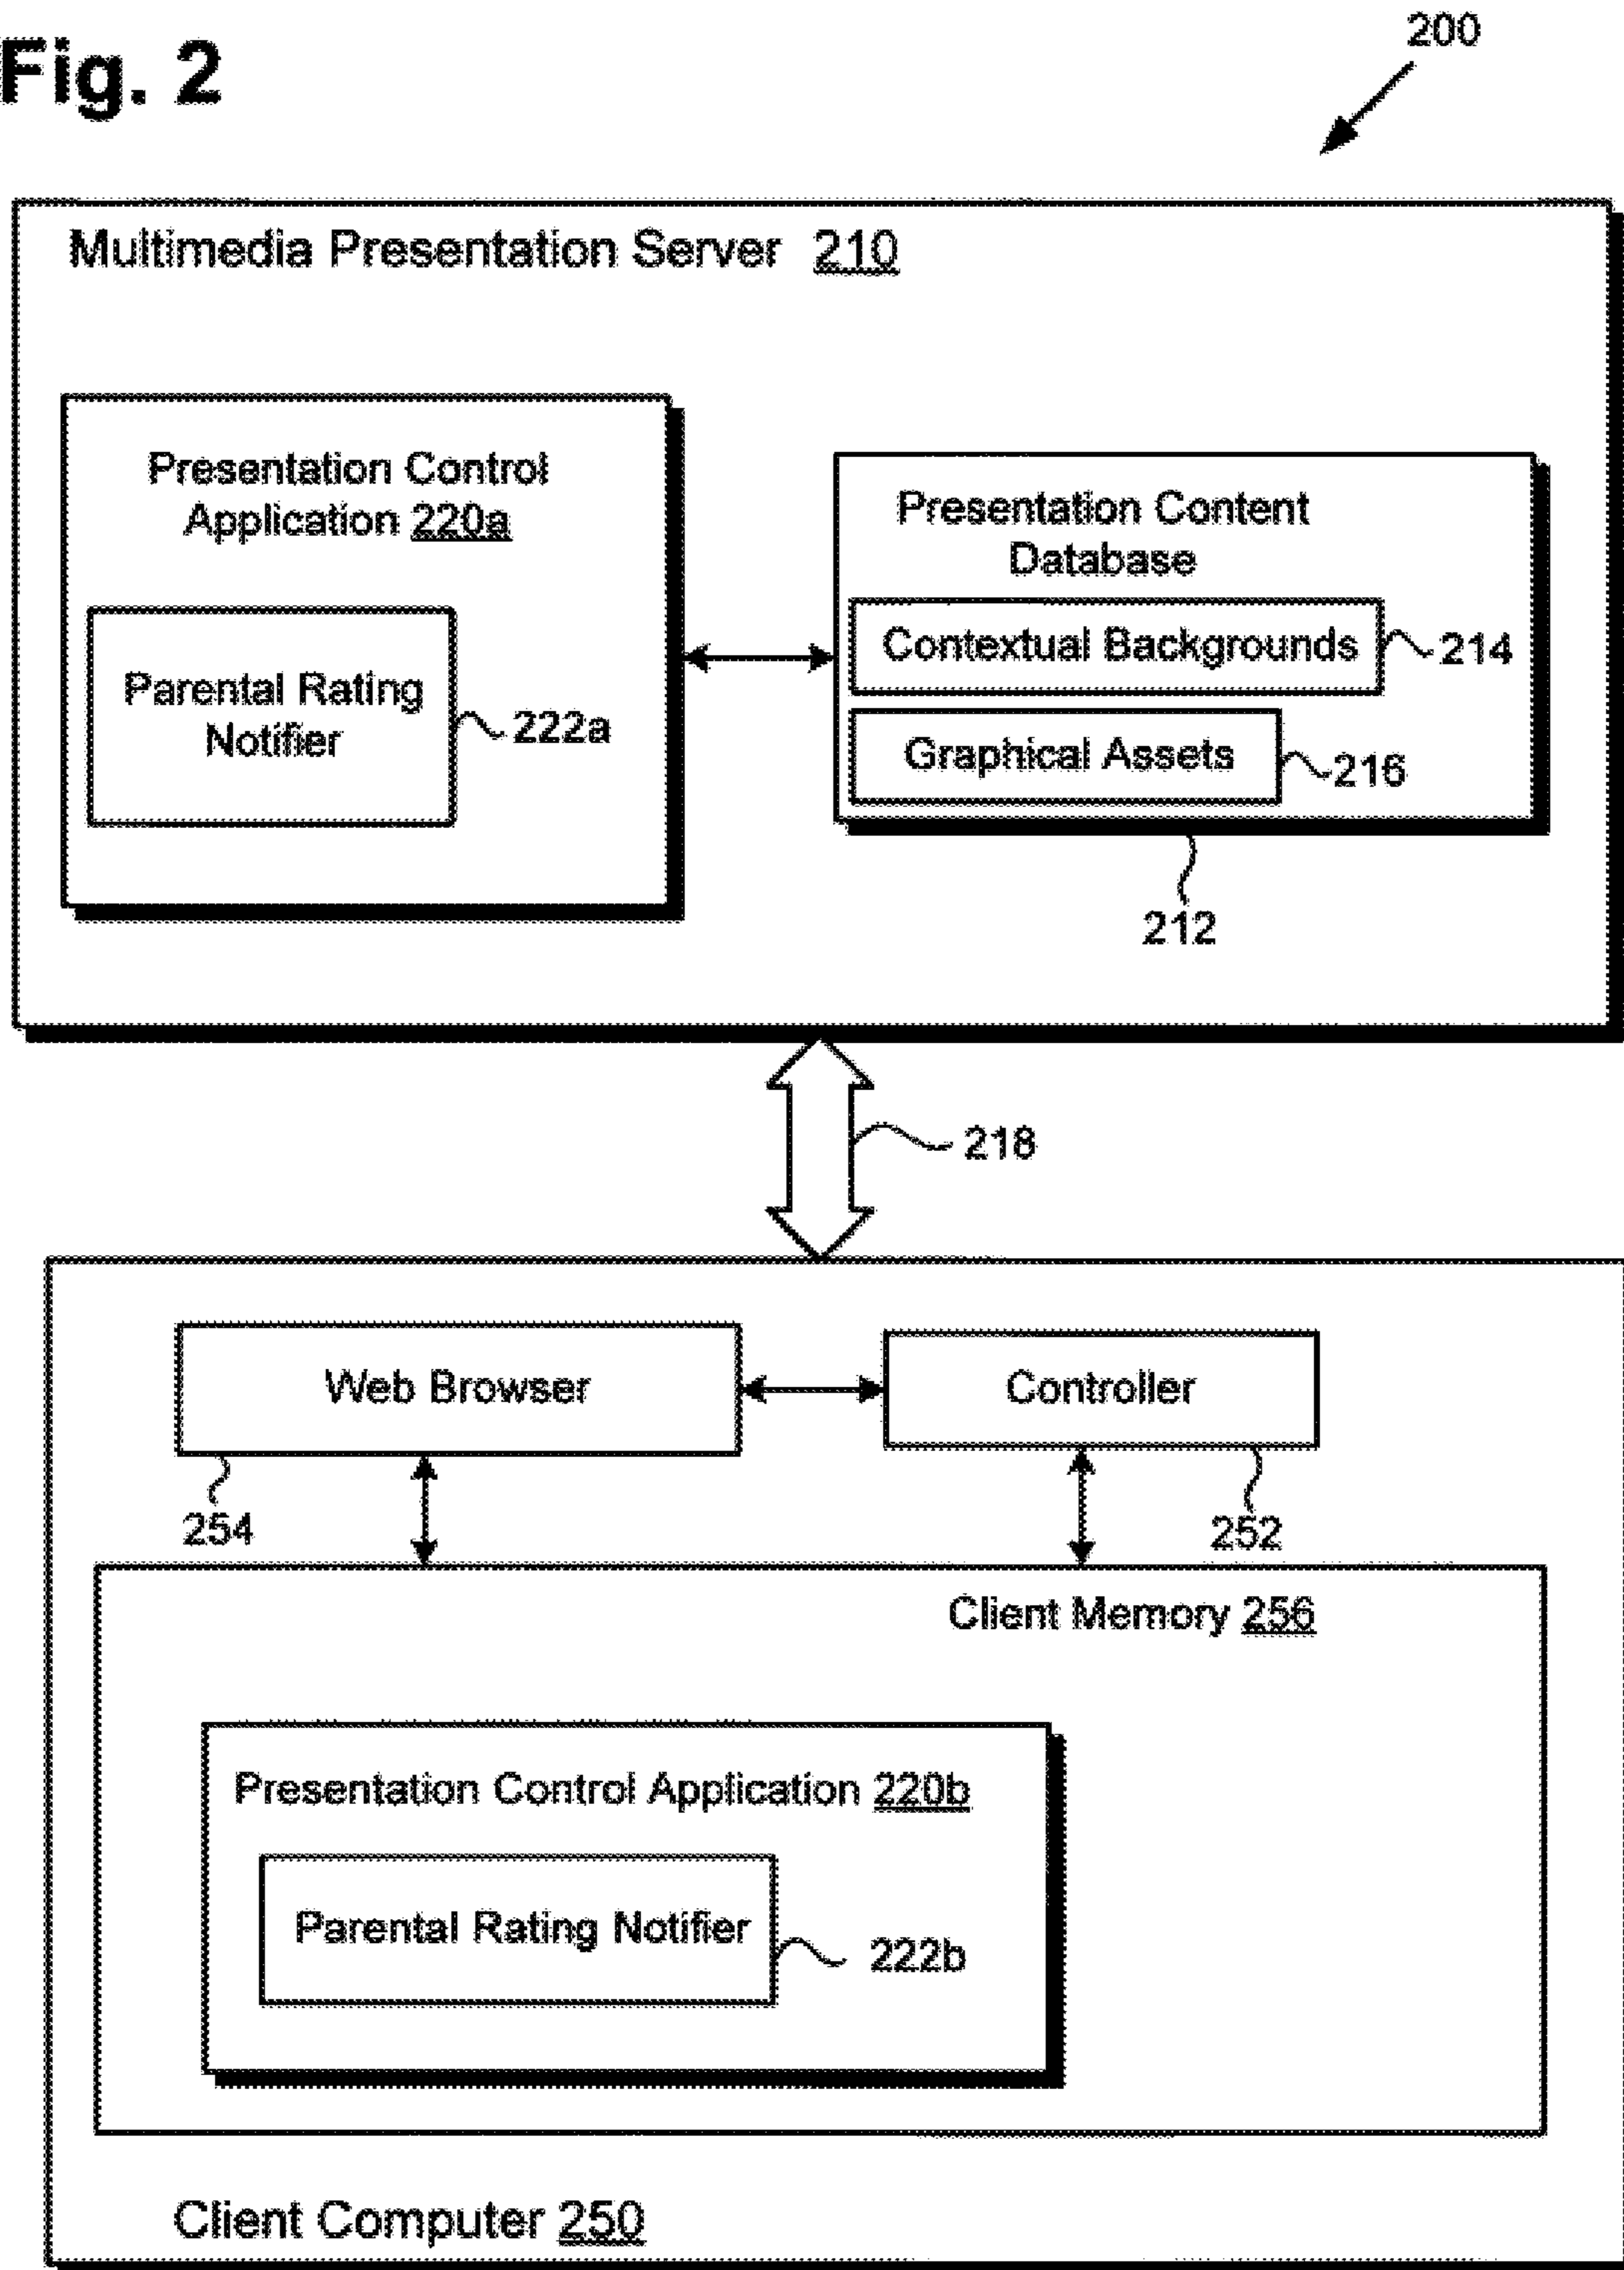 Fig. 2
200
Multimedia Presentation Server 210
Presentation Control
Application 220a
Parental Rating
Notifier
222a
Presentation Content
Database
Contextual Backgrounds
214
Graphical Assets
216
212
218
Web Browser
Controller
254
252
Client Memory 256
Presentation Control Application 220b
Parental Rating Notifier
222b
Client Computer 250